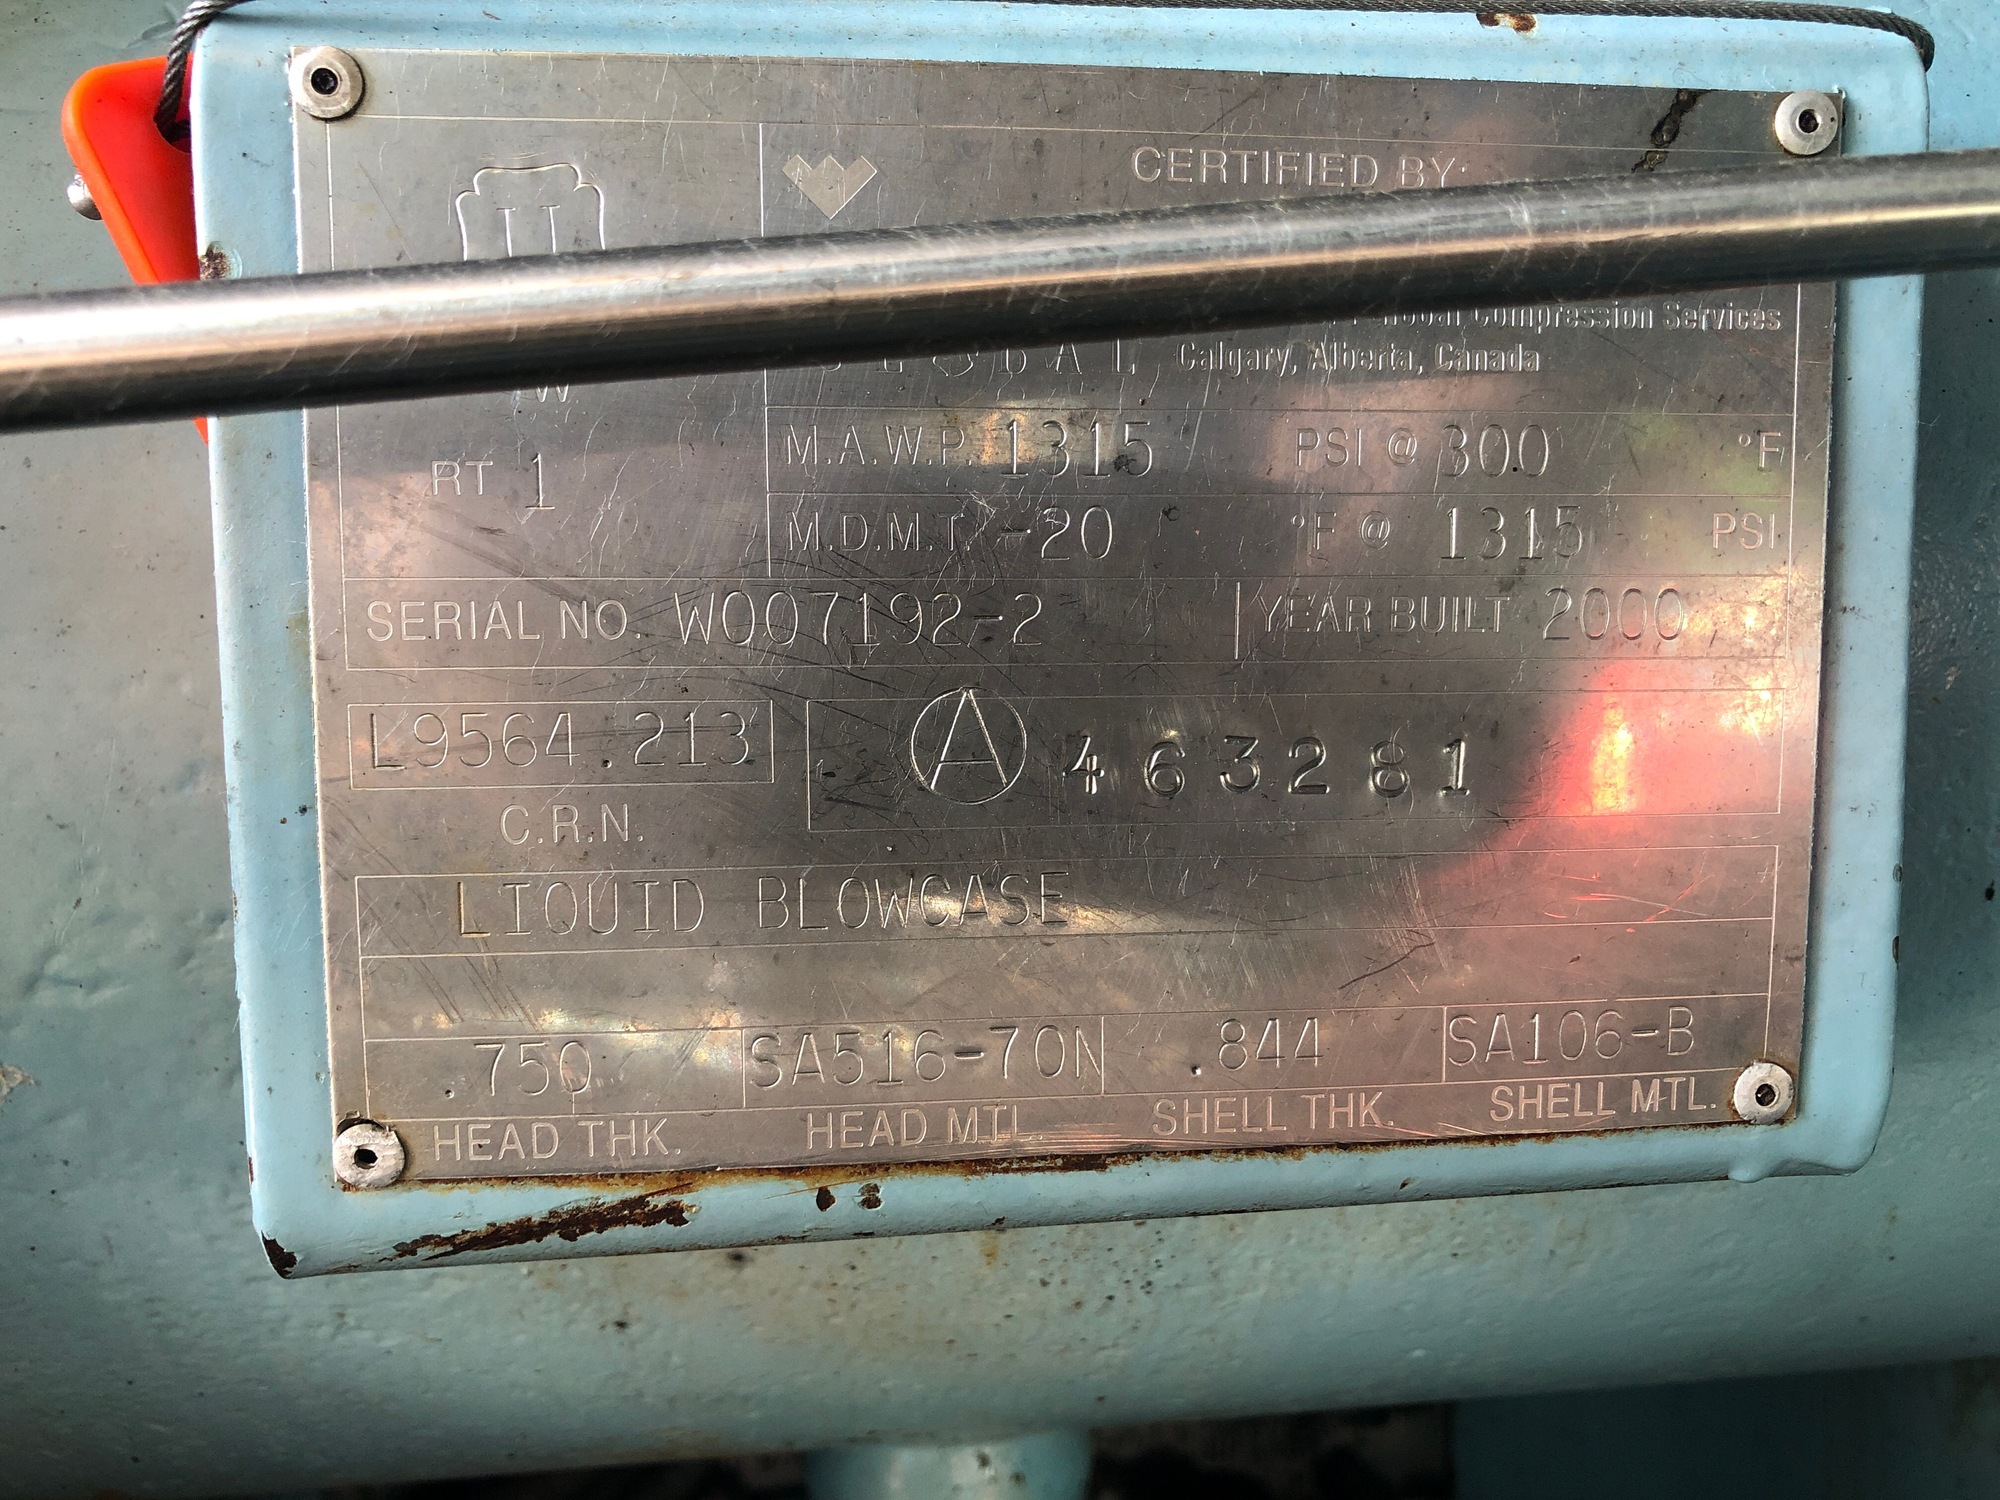 CERTIFIED BY:
U
Compression Services
Calgary, Alberta, Canada
W
RT 1
M.A.W.P. 1315 PSI @ 300 °F
M.D.M.T. -20 °F @ 1315 PSI
SERIAL NO. W007192-2 YEAR BUILT 2000
L9564.213
A 463281
C.R.N.
LIQUID BLOWCASE
.750 SA516-70N .844 SA106-B
HEAD THK. HEAD MTL. SHELL THK. SHELL MTL.